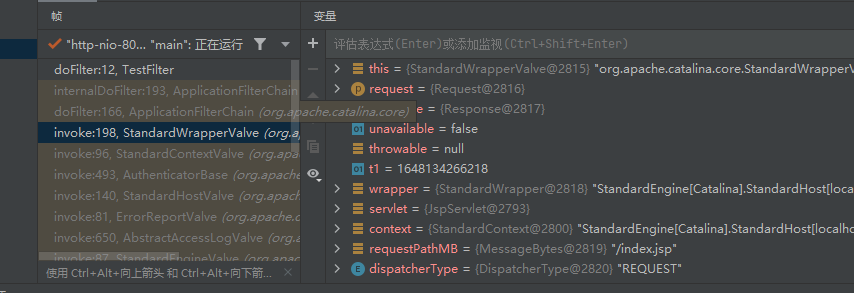 帧
变量
"http-nio-80... "main": 正在运行
评估表达式(Enter)或添加监视(Ctrl+Shift+Enter)
doFilter:12, TestFilter
internalDoFilter:193, ApplicationFilterChain
doFilter:166, ApplicationFilterChain (org.apache.catalina.core)
invoke:198, StandardWrapperValve (org.ap
invoke:96, StandardContextValve (org.apac
invoke:493, AuthenticatorBase (org.apache.
invoke:140, StandardHostValve (org.apach
invoke:81, ErrorReportValve (org.apache.c
invoke:650, AbstractAccessLogValve (org.a
invoke:87, StandardEngineValve (org.apac
使用 Ctrl+Alt+向上箭头 和 Ctrl+Alt+向下箭...
this = {StandardWrapperValve@2815} "org.apache.catalina.core.StandardWrapperV
request = {Request@2816}
e = {Response@2817}
unavailable = false
throwable = null
t1 = 1648134266218
wrapper = {StandardWrapper@2818} "StandardEngine[Catalina].StandardHost[local
servlet = {JspServlet@2793}
context = {StandardContext@2800} "StandardEngine[Catalina].StandardHost[localho
requestPathMB = {MessageBytes@2819} "/index.jsp"
dispatcherType = {DispatcherType@2820} "REQUEST"